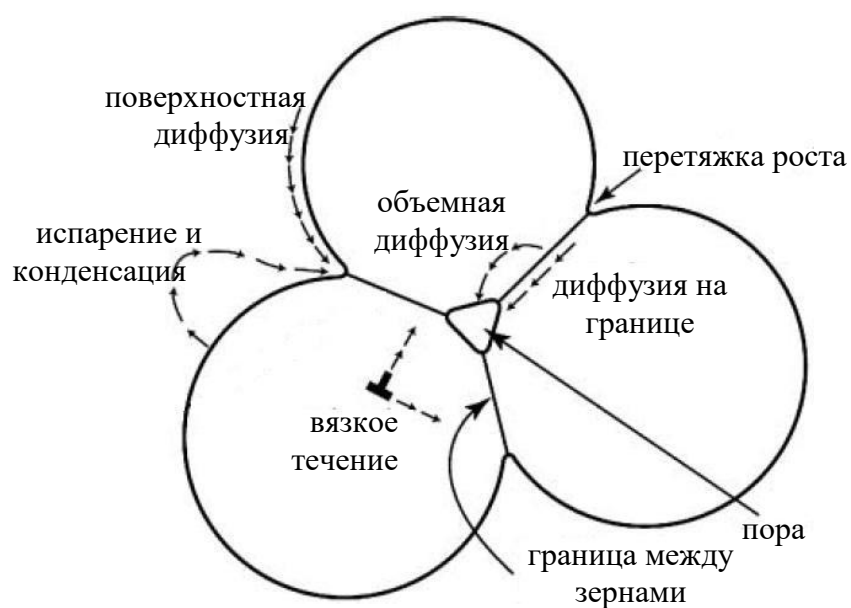 поверхностная
диффузия
перетяжка роста
объемная
диффузия
испарение и
конденсация
диффузия на
границе
вязкое
течение
пора
граница между
зернами